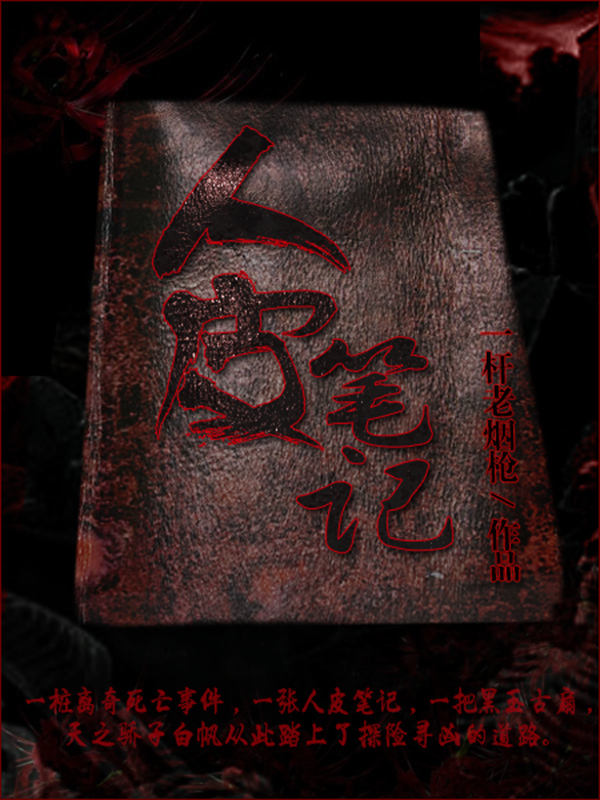 人皮
笔记
一杆老烟枪／作品
一桩离奇死亡事件，一张人皮笔记，一把黑玉古扇，
天之骄子白帆从此踏上了探险寻凶的道路。